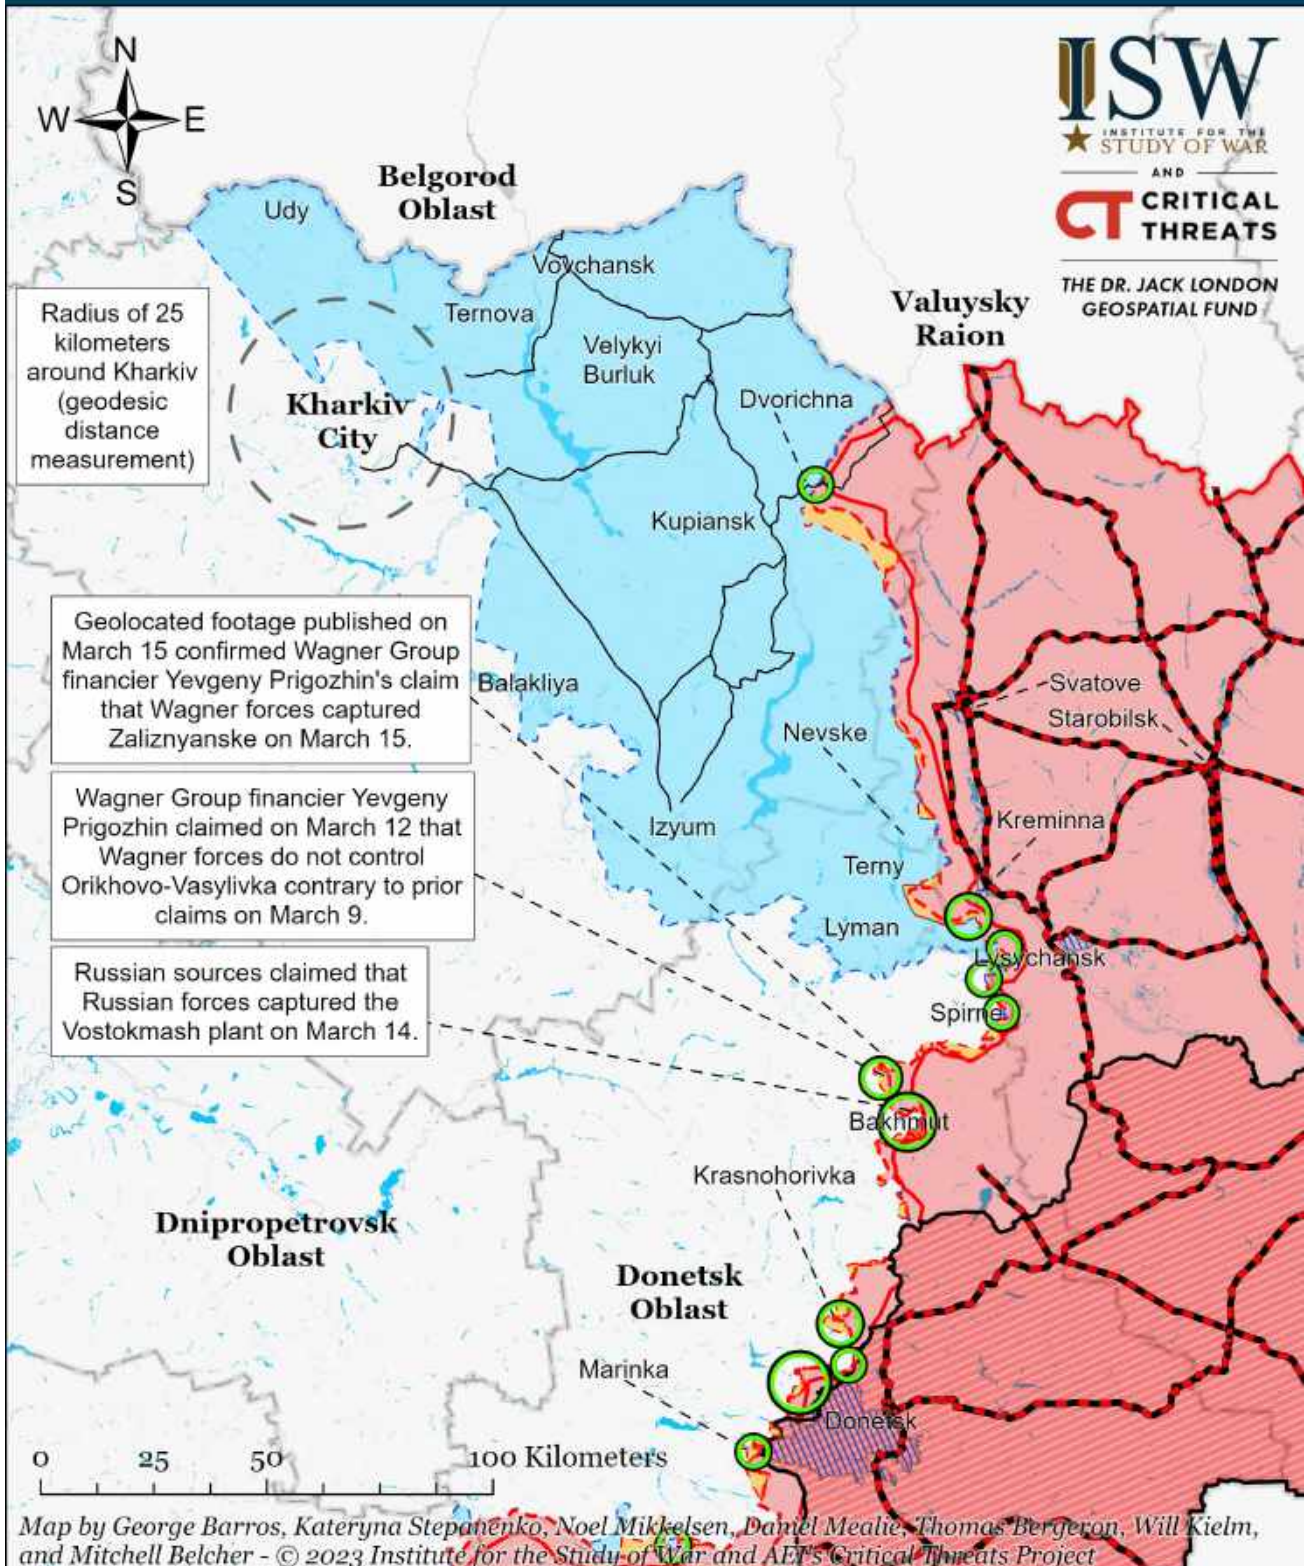 N
W E
S
ISW
INSTITUTE FOR THE
STUDY OF WAR
AND
CT CRITICAL
THREATS
THE DR. JACK LONDON
GEOSPATIAL FUND
Belgorod
Oblast
Udy
Vovchansk
Ternova
Valuysky
Raion
Radius of 25
kilometers
around Kharkiv
(geodesic
distance
measurement)
Velykyi
Burluk
Kharkiv
City
Dvorichna
Kupiansk
Geolocated footage published on
March 15 confirmed Wagner Group
financier Yevgeny Prigozhin's claim
that Wagner forces captured
Zaliznyanske on March 15.
Balakliya
Svatove
Starobilsk
Nevske
Wagner Group financier Yevgeny
Prigozhin claimed on March 12 that
Wagner forces do not control
Orikhovo-Vasylivka contrary to prior
claims on March 9.
Izyum
Kreminna
Terny
Lyman
Lysychansk
Russian sources claimed that
Russian forces captured the
Vostokmash plant on March 14.
Spirne
Bakhmut
Krasnohorivka
Dnipropetrovsk
Oblast
Donetsk
Oblast
Marinka
Donetsk
0 25 50 100 Kilometers
Map by George Barros, Kateryna Stepanenko, Noel Mikkelsen, Daniel Mealie, Thomas Bergeron, Will Kielm,
and Mitchell Belcher - © 2023 Institute for the Study of War and AEI's Critical Threats Project